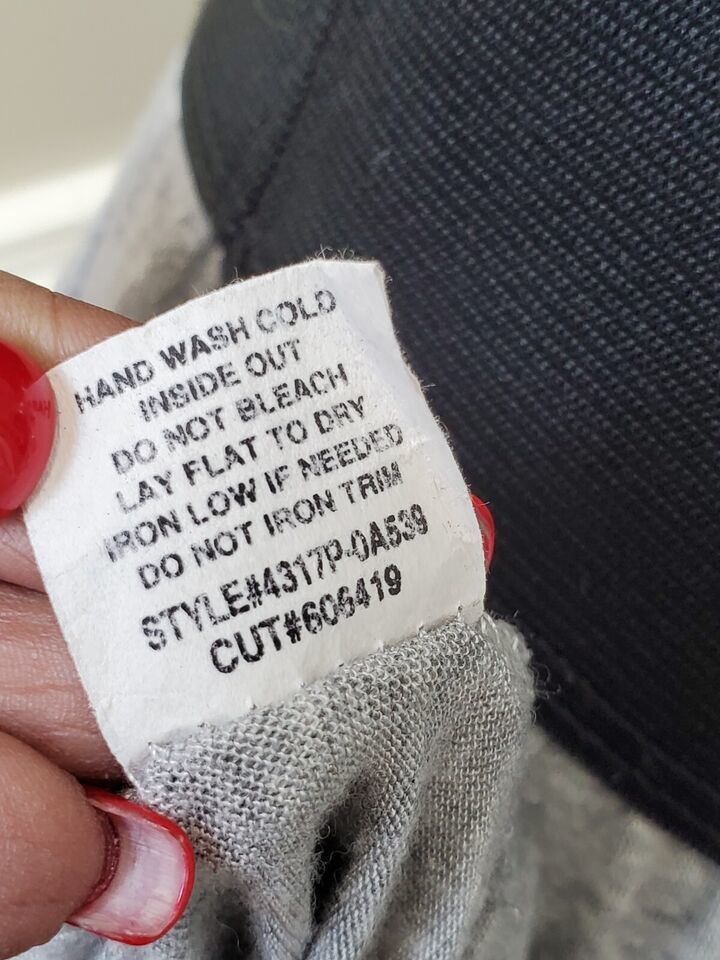 HAND WASH COLD
INSIDE OUT
DO NOT BLEACH
LAY FLAT TO DRY
IRON LOW IF NEEDED
DO NOT IRON TRIM
STYLE#4317P-0A539
CUT#606419